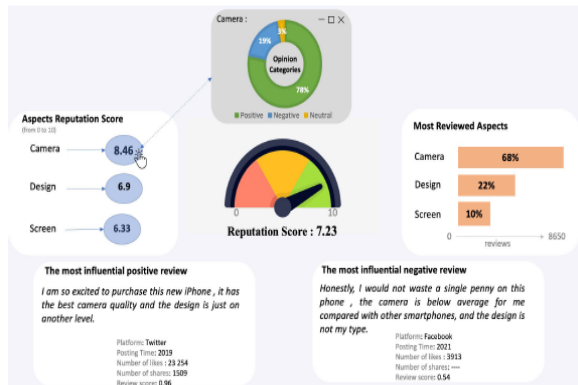 Camera :
19%
3%
Opinion
Categories
78%
Positive Negative Neutral
Aspects Reputation Score
(from 0 to 10)
Camera 8.46
Design 6.9
Screen 6.33
0 10
Reputation Score : 7.23
Most Reviewed Aspects
Camera 68%
Design 22%
Screen 10%
0 8650
reviews
The most influential positive review
I am so excited to purchase this new iPhone , it has
the best camera quality and the design is just on
another level.
Platform: Twitter
Posting Time: 2019
Number of likes : 23 254
Number of shares: 1509
Review score: 0.96
The most influential negative review
Honestly, I would not waste a single penny on this
phone , the camera is below average for me
compared with other smartphones, and the design is
not my type.
Platform: Facebook
Posting Time: 2021
Number of likes : 3913
Number of shares: ----
Review score: 0.54